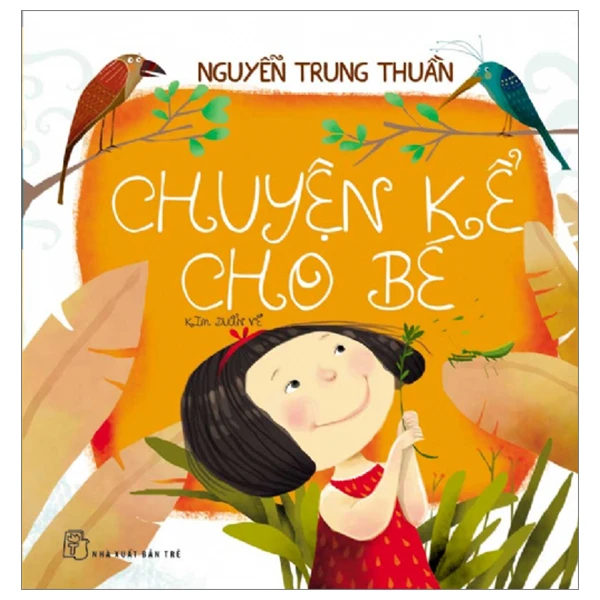 NGUYỄN TRUNG THUẦN
CHUYỆN KỂ
CHO BÉ
KIM DUẨN VẼ
NHÀ XUẤT BẢN TRẺ